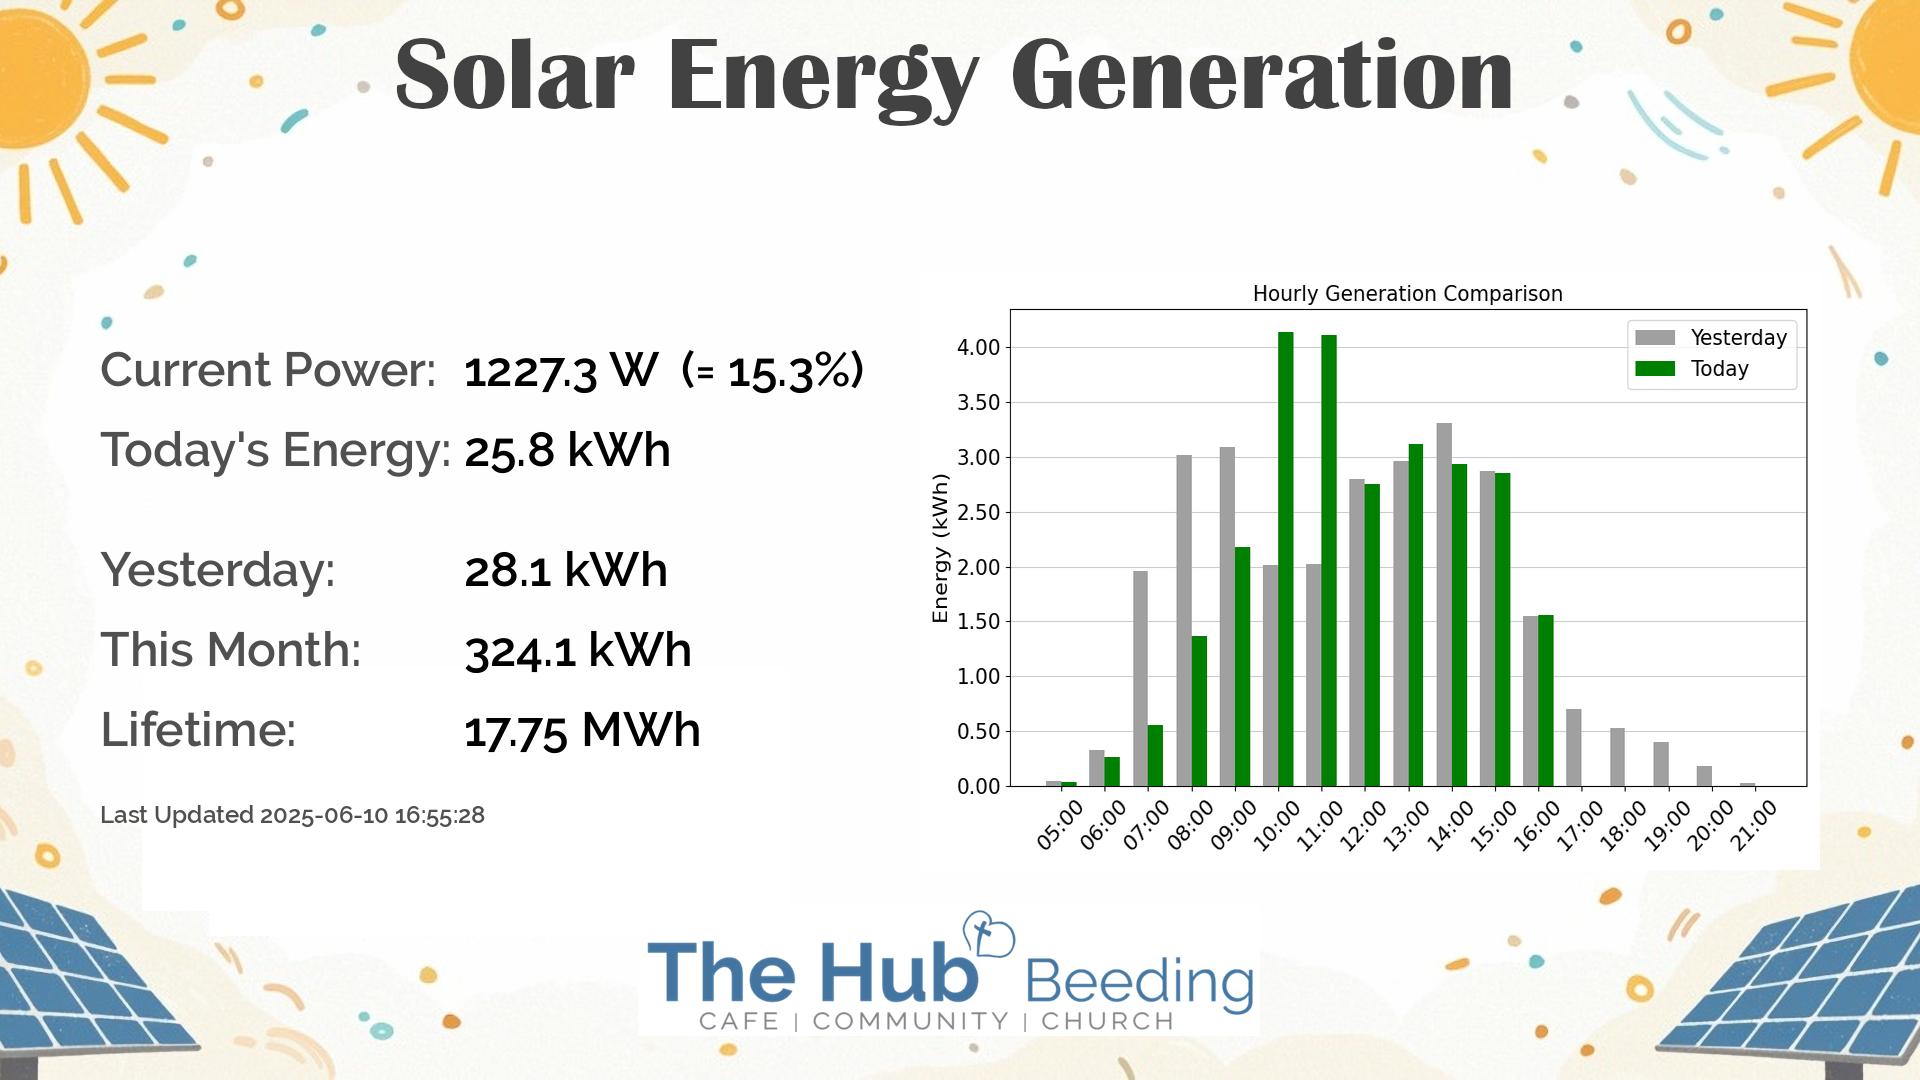 Solar Energy Generation
Current Power: 1227.3 W (= 15.3%)
Today's Energy: 25.8 kWh
Yesterday: 28.1 kWh
This Month: 324.1 kWh
Lifetime: 17.75 MWh
Last Updated 2025-06-10 16:55:28
Hourly Generation Comparison
Yesterday
Today
Energy (kWh)
4.00
3.50
3.00
2.50
2.00
1.50
1.00
0.50
0.00
05:00 06:00 07:00 08:00 09:00 10:00 11:00 12:00 13:00 14:00 15:00 16:00 17:00 18:00 19:00 20:00 21:00
The Hub Beeding
CAFE | COMMUNITY | CHURCH